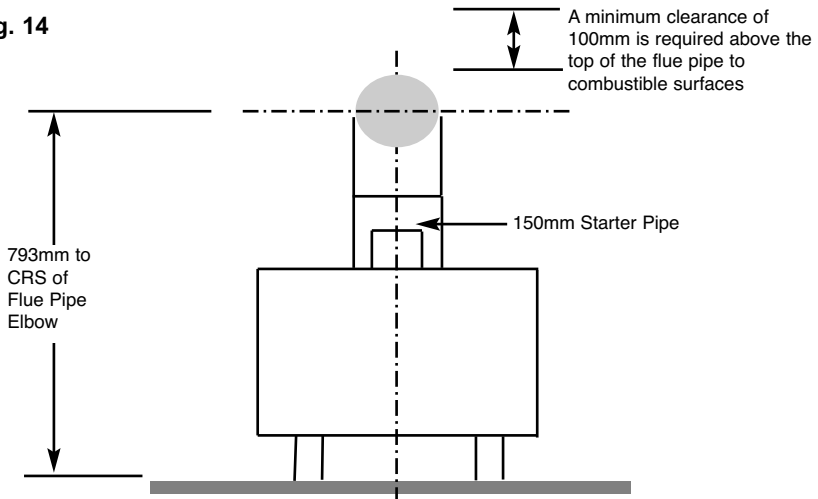 g. 14
A minimum clearance of
100mm is required above the
top of the flue pipe to
combustible surfaces
150mm Starter Pipe
793mm to
CRS of
Flue Pipe
Elbow